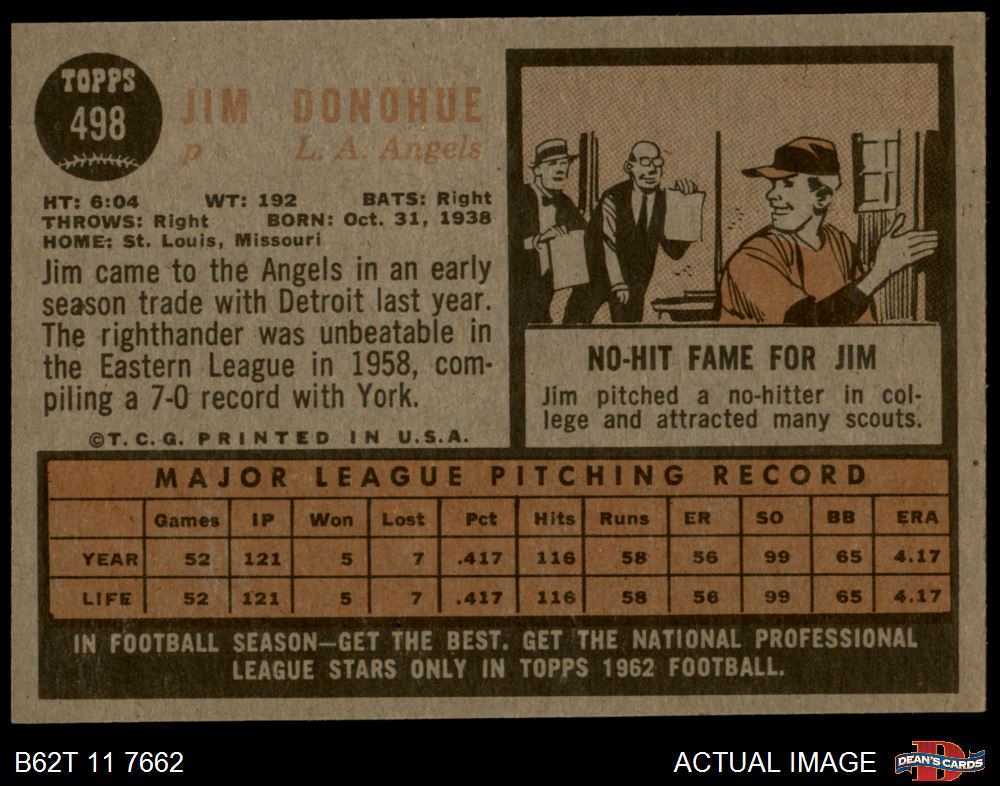 TOPPS
498
JIM DONOHUE
p L. A. Angels
HT: 6:04 WT: 192 BATS: Right
THROWS: Right BORN: Oct. 31, 1938
HOME: St. Louis, Missouri
Jim came to the Angels in an early
season trade with Detroit last year.
The righthander was unbeatable in
the Eastern League in 1958, com-
piling a 7-0 record with York.
©T.C.G. PRINTED IN U.S.A.
NO-HIT FAME FOR JIM
Jim pitched a no-hitter in col-
lege and attracted many scouts.
MAJOR LEAGUE PITCHING RECORD
Games IP Won Lost Pct Hits Runs ER SO BB ERA
YEAR 52 121 5 7 .417 116 58 56 99 65 4.17
LIFE 52 121 5 7 .417 116 58 56 99 65 4.17
IN FOOTBALL SEASON—GET THE BEST. GET THE NATIONAL PROFESSIONAL
LEAGUE STARS ONLY IN TOPPS 1962 FOOTBALL.
B62T 11 7662 ACTUAL IMAGE DEAN'S CARDS